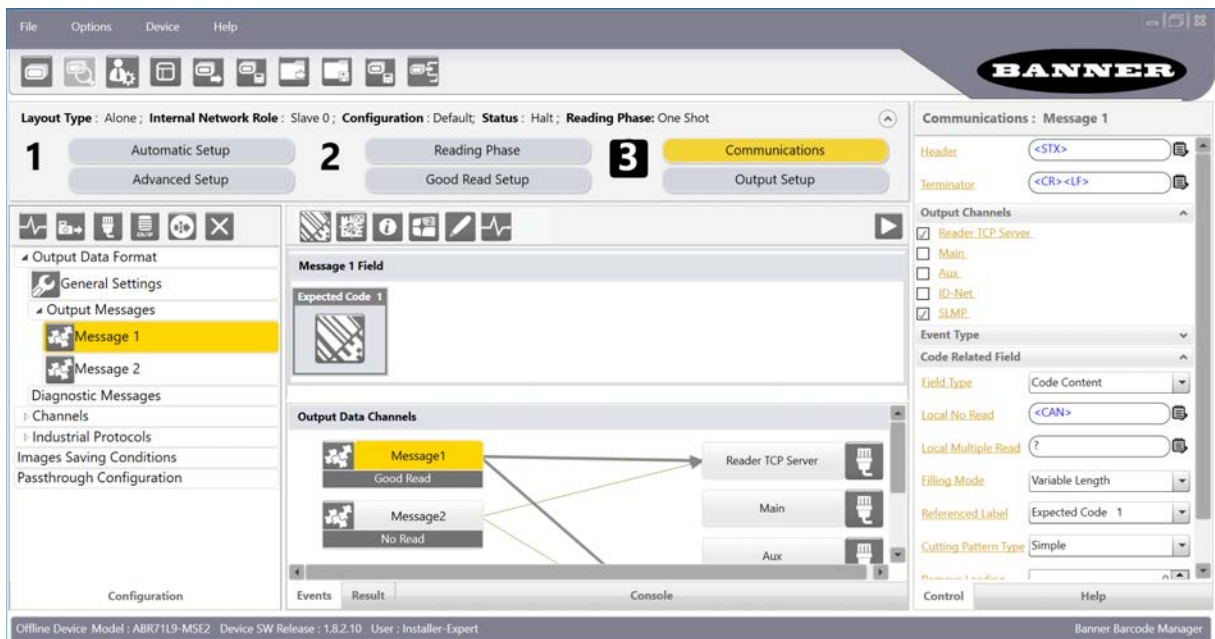 File Options Device Help
BANNER
Layout Type : Alone ; Internal Network Role : Slave 0 ; Configuration : Default; Status : Halt ; Reading Phase: One Shot
1 Automatic Setup 2 Reading Phase 3 Communications
Advanced Setup Good Read Setup Output Setup
Output Data Format
General Settings
Output Messages
Message 1
Message 2
Diagnostic Messages
Channels
Industrial Protocols
Images Saving Conditions
Passthrough Configuration
Configuration
Message 1 Field
Expected Code 1
Output Data Channels
Message1
Good Read
Message2
No Read
Reader TCP Server
Main
Aux
Events Result Console
Communications : Message 1
Header <STX>
Terminator <CR><LF>
Output Channels
Reader TCP Server
Main
Aux
ID-Net
SLMP
Event Type
Code Related Field
Field Type Code Content
Local No Read <CAN>
Local Multiple Read ?
Filling Mode Variable Length
Referenced Label Expected Code 1
Cutting Pattern Type Simple
Control Help
Offline Device Model : ABR71L9-MSE2 Device SW Release : 1.8.2.10 User : Installer-Expert Banner Barcode Manager